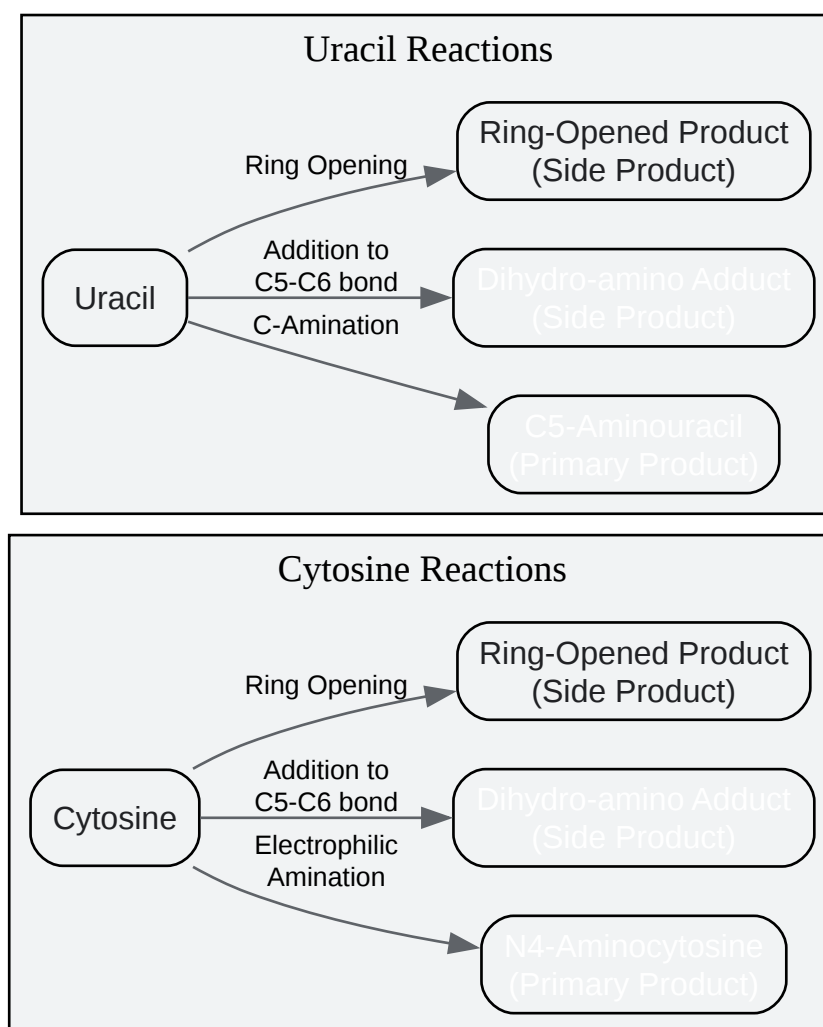 Uracil Reactions
Ring-Opened Product
(Side Product)
Ring Opening
Addition to
C5-C6 bond
Dihydro-amino Adduct
(Side Product)
Uracil
C-Amination
C5-Aminouracil
(Primary Product)
Cytosine Reactions
Ring-Opened Product
(Side Product)
Ring Opening
Addition to
C5-C6 bond
Dihydro-amino Adduct
(Side Product)
Cytosine
Electrophilic
Amination
N4-Aminocytosine
(Primary Product)